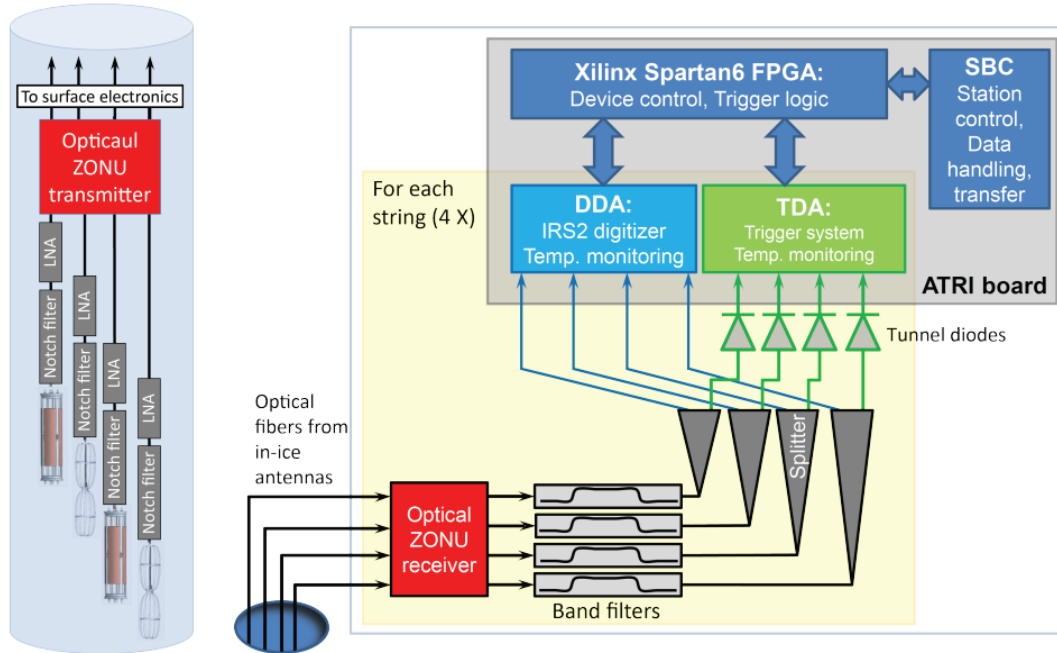 To surface electronics
Opticaul
ZONU
transmitter
LNA
Notch filter
LNA
Notch filter
LNA
Notch filter
LNA
Notch filter
Xilinx Spartan6 FPGA:
Device control, Trigger logic
SBC
Station
control,
Data
handling,
transfer
For each
string (4 X)
DDA:
IRS2 digitizer
Temp. monitoring
TDA:
Trigger system
Temp. monitoring
ATRI board
Tunnel diodes
Optical
fibers from
in-ice
antennas
Splitter
Optical
ZONU
receiver
Band filters